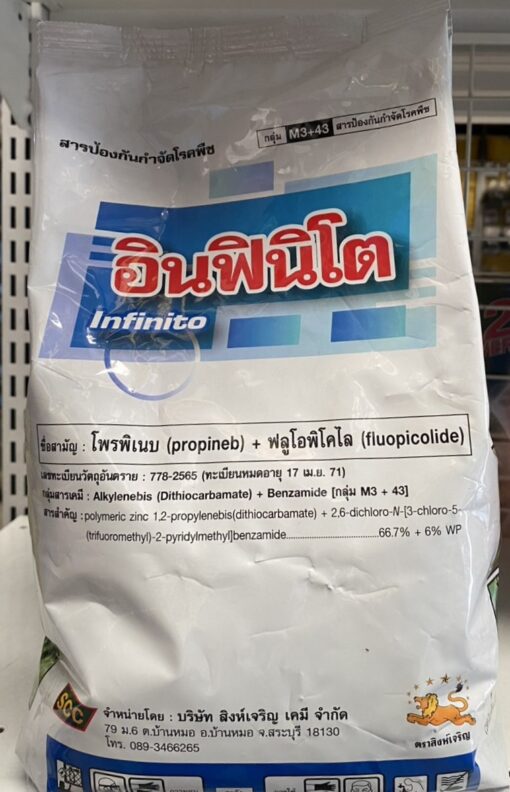 สารป้องกันกำจัดโรคพืช
กลุ่ม M3+43 สารป้องกันกำจัดโรคพืช
อินฟินิโต
Infinito
ชื่อสามัญ : โพรพิเนบ (propineb) + ฟลูโอพิโคไล (fluopicolide)
เลขทะเบียนวัตถุอันตราย : 778-2565 (ทะเบียนหมดอายุ 17 เม.ย. 71)
กลุ่มสารเคมี : Alkylenebis (Dithiocarbamate) + Benzamide [กลุ่ม M3 + 43]
สารสำคัญ : polymeric zinc 1,2-propylenebis(dithiocarbamate) + 2,6-dichloro-N-[3-chloro-5-
(trifuoromethyl)-2-pyridylmethyl]benzamide....................66.7% + 6% WP
SCC
จำหน่ายโดย : บริษัท สิงห์เจริญ เคมี จำกัด
79 ม.6 ต.บ้านหมอ อ.บ้านหมอ จ.สระบุรี 18130
โทร. 089-3466265
ตราสิงห์เจริญ